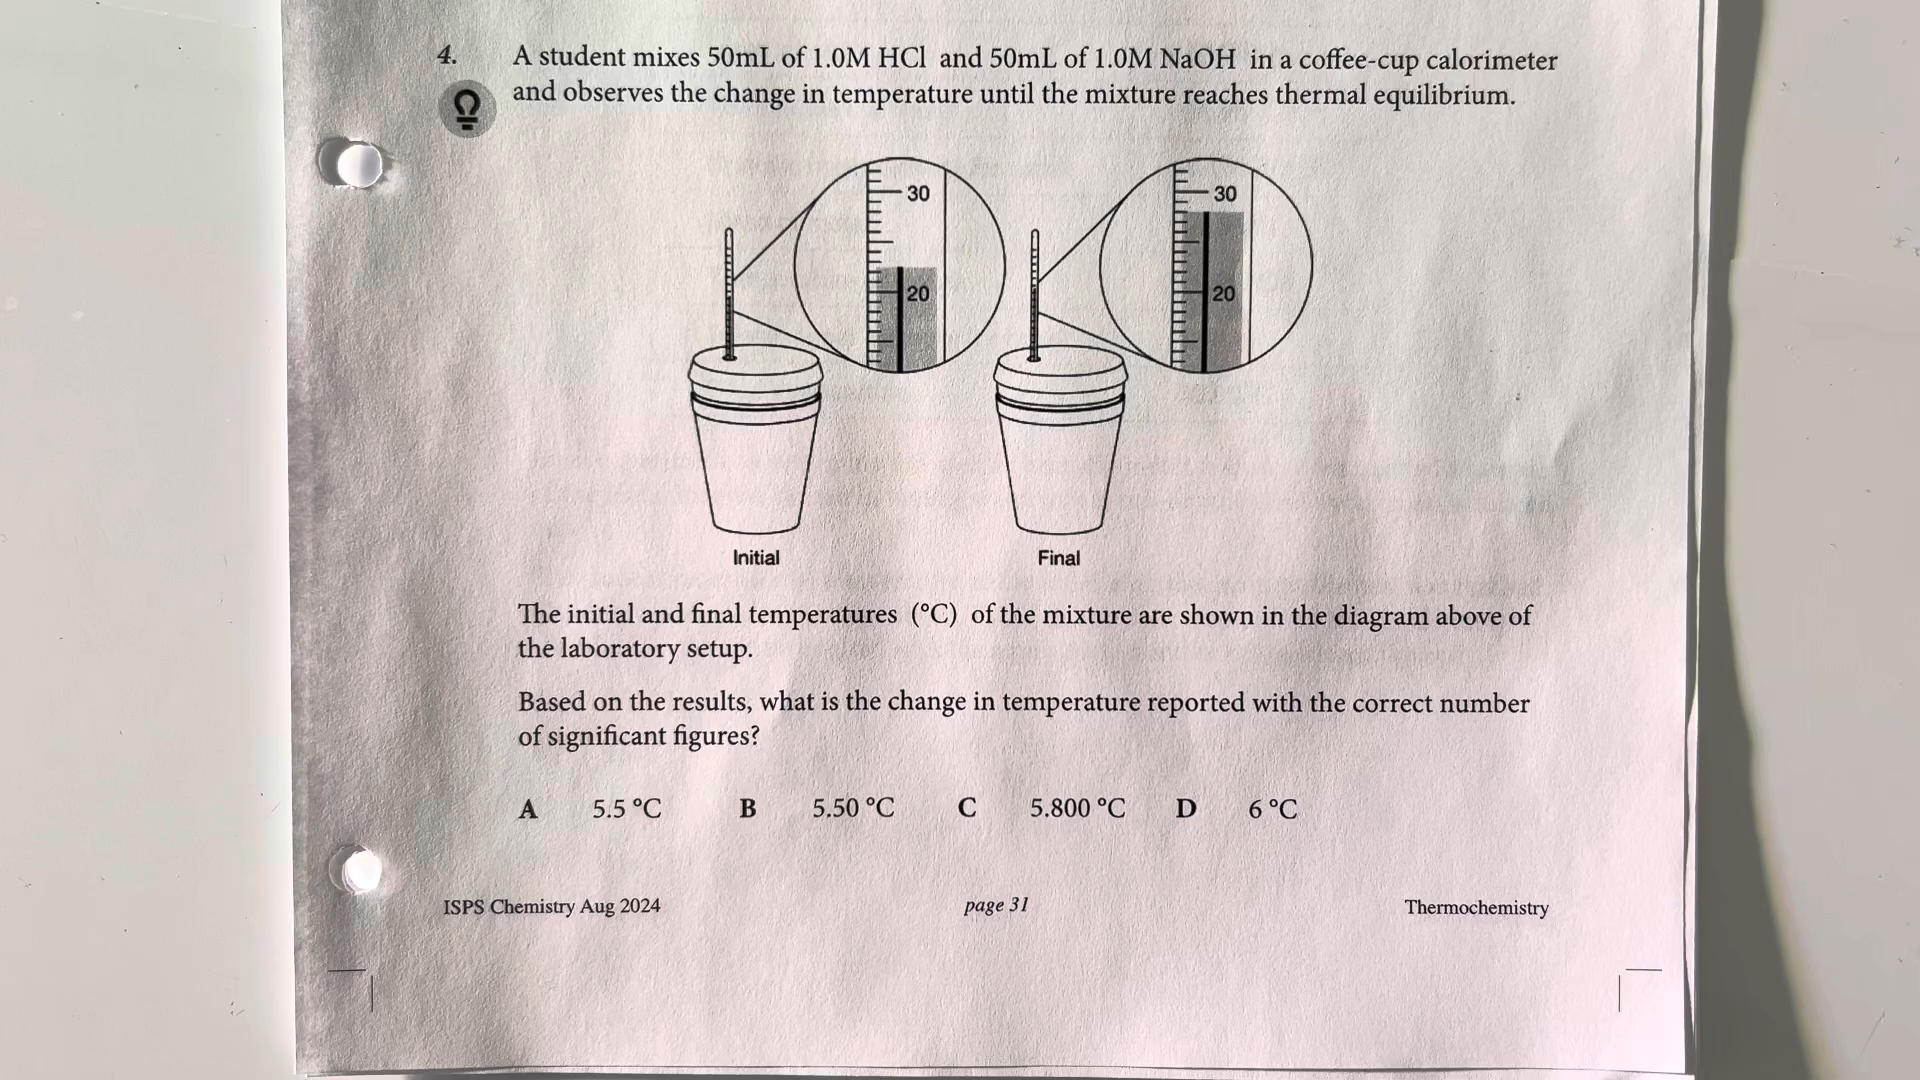 4. A student mixes 50mL of 1.0M HCl and 50mL of 1.0M NaOH in a coffee-cup calorimeter
and observes the change in temperature until the mixture reaches thermal equilibrium.
30
20
30
20
Initial
Final
The initial and final temperatures (°C) of the mixture are shown in the diagram above of
the laboratory setup.
Based on the results, what is the change in temperature reported with the correct number
of significant figures?
A 5.5 °C B 5.50 °C C 5.800 °C D 6 °C
ISPS Chemistry Aug 2024 page 31 Thermochemistry